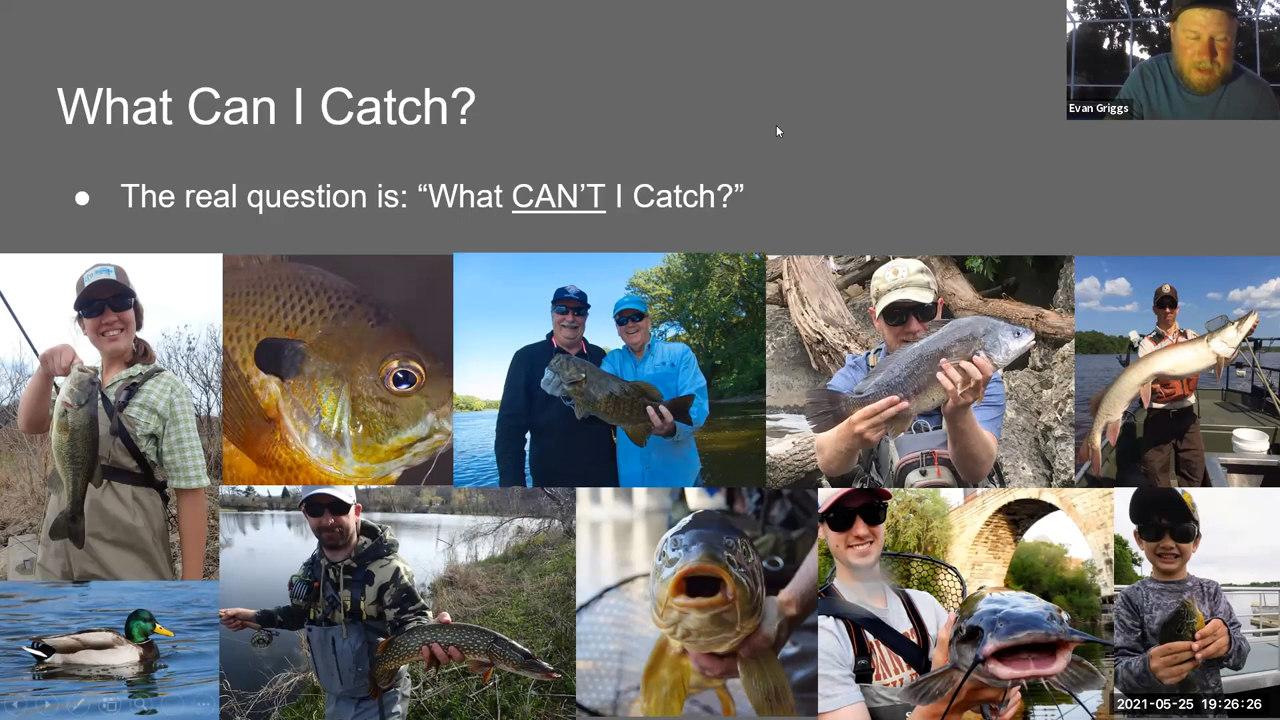 What Can I Catch?
● The real question is: “What CAN’T I Catch?”
Evan Griggs
2021-05-25 19:26:26